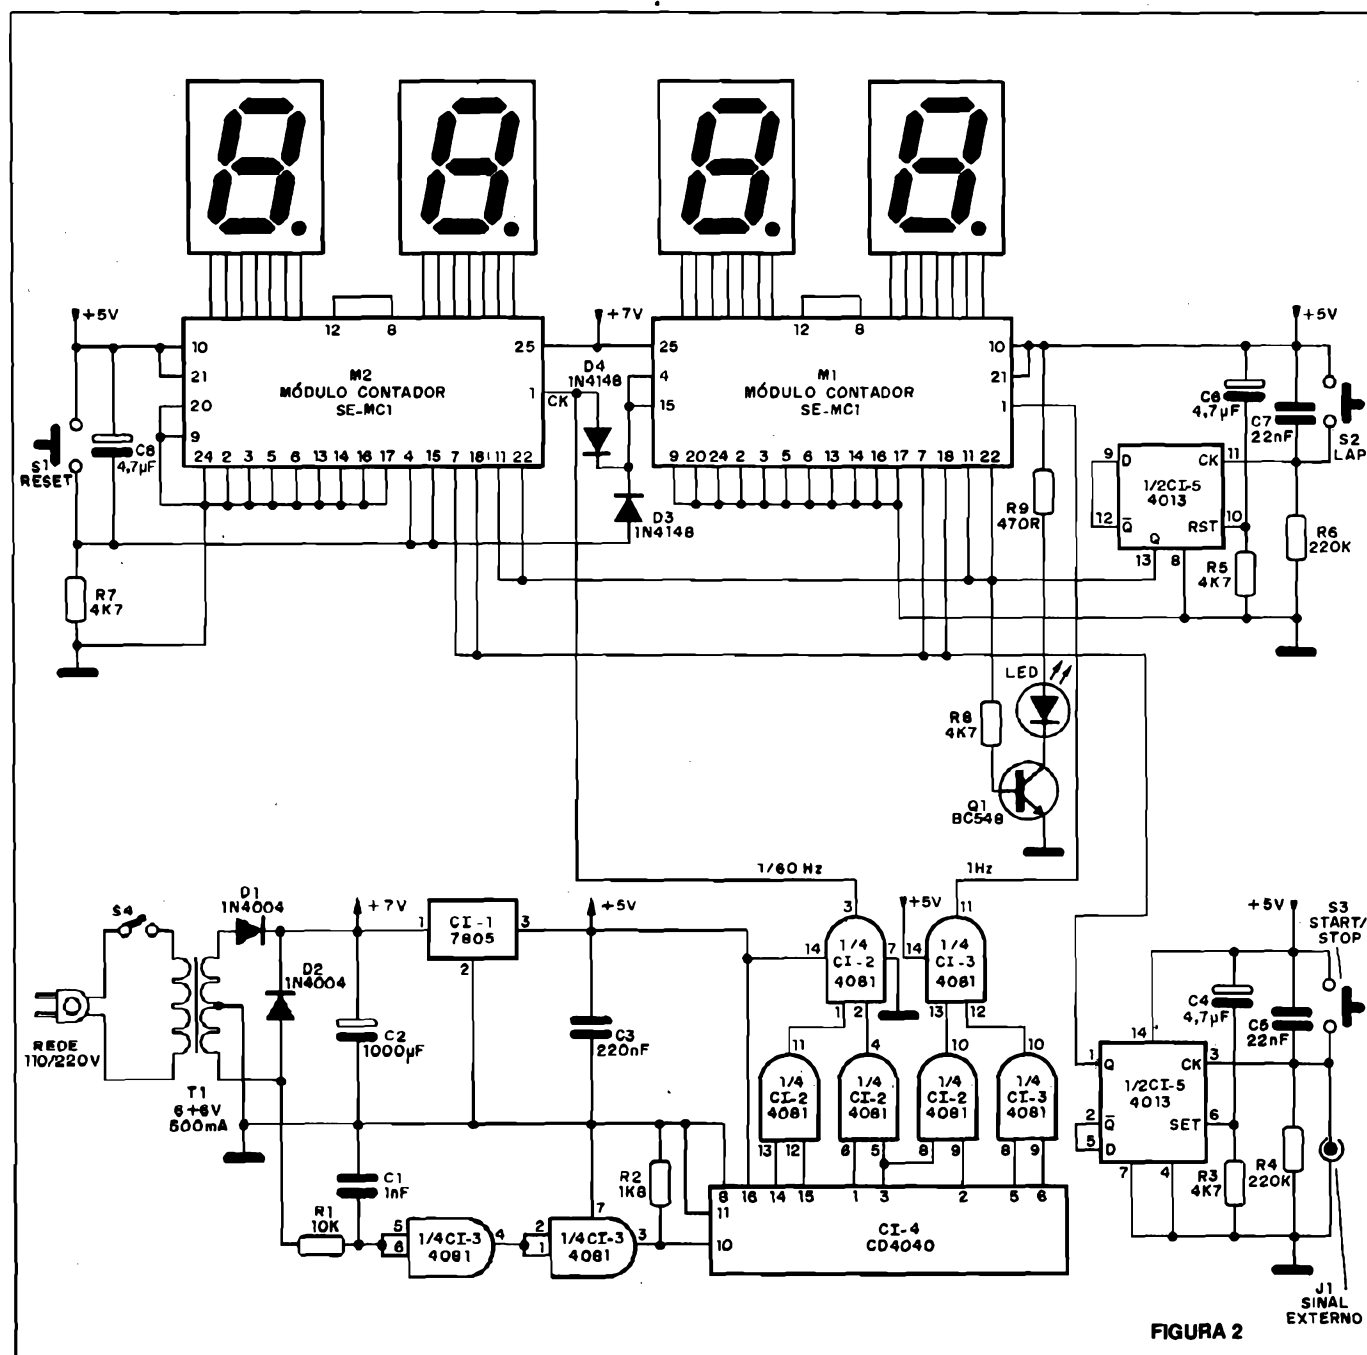 12 8
12 8
+5V
+7V
+5V
10
21
20
9
M2
MÓDULO CONTADOR
SE-MC1
25
1
CK
24 2 3 5 6 13 14 16 17 4 15 7 18 11 22
D4
1N4148
25
4
15
M1
MÓDULO CONTADOR
SE-MC1
10
21
1
9 20 24 2 3 5 6 13 14 16 17 7 18 11 22
S1
RESET
C8
4,7µF
R7
4K7
D3
1N4148
R9
470R
C6
4,7µF
C7
22nF
S2
LAP
9 D CK 11
1/2CI-5
4013
12 Q RST 10
Q
13 8
R5
4K7
R6
220K
LED
R8
4K7
Q1
BC548
1/60 Hz
1Hz
S4
D1
1N4004
D2
1N4004
+7V
1 CI-1 3
7805
2
+5V
REDE
110/220V
T1
6+6V
500mA
C2
1000µF
C3
220nF
C1
1nF
R1
10K
R2
1K8
5
6
1/4CI-3
4081
4
2
1
1/4CI-3
4081
7
3
3
14 1/4 7
CI-2
4081
1 2
+5V
11
14 1/4
CI-3
4081
13 12
11
1/4
CI-2
4081
13 12
4
1/4
CI-2
4081
6 5
10
1/4
CI-2
4081
8 9
10
1/4
CI-3
4081
8 9
8 16 14 15 1 3 2 5 6
11
10
CI-4
CD4040
+5V
S3
START/
STOP
C4
4,7µF
C5
22nF
14
1 Q CK 3
1/2CI-5
4013
2 Q SET 6
5 D
7 4
R3
4K7
R4
220K
J1
SINAL
EXTERNO
FIGURA 2